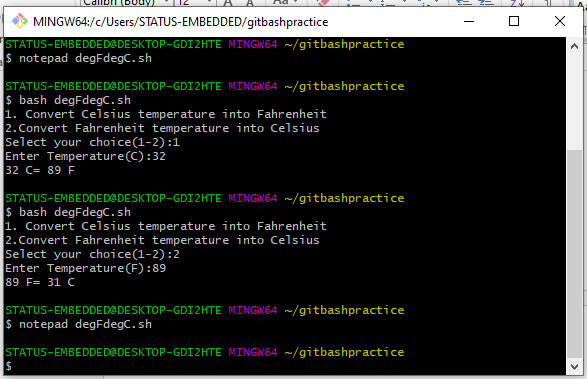 Calibri (Body)
12
MINGW64:/c/Users/STATUS-EMBEDDED/gitbashpractice
STATUS-EMBEDDED@DESKTOP-GDI2HTE MINGW64 ~/gitbashpractice
$ notepad degFdegC.sh
STATUS-EMBEDDED@DESKTOP-GDI2HTE MINGW64 ~/gitbashpractice
$ bash degFdegC.sh
1. Convert Celsius temperature into Fahrenheit
2.Convert Fahrenheit temperature into Celsius
Select your choice(1-2):1
Enter Temperature(C):32
32 C= 89 F
STATUS-EMBEDDED@DESKTOP-GDI2HTE MINGW64 ~/gitbashpractice
$ bash degFdegC.sh
1. Convert Celsius temperature into Fahrenheit
2.Convert Fahrenheit temperature into Celsius
Select your choice(1-2):2
Enter Temperature(F):89
89 F= 31 C
STATUS-EMBEDDED@DESKTOP-GDI2HTE MINGW64 ~/gitbashpractice
$ notepad degFdegC.sh
STATUS-EMBEDDED@DESKTOP-GDI2HTE MINGW64 ~/gitbashpractice
$